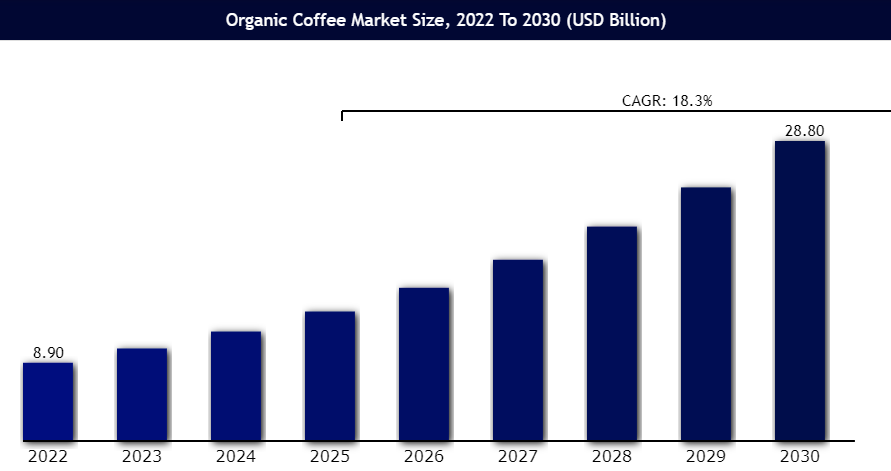 Organic Coffee Market Size, 2022 To 2030 (USD Billion)
CAGR: 18.3%
28.80
8.90
2022 2023 2024 2025 2026 2027 2028 2029 2030